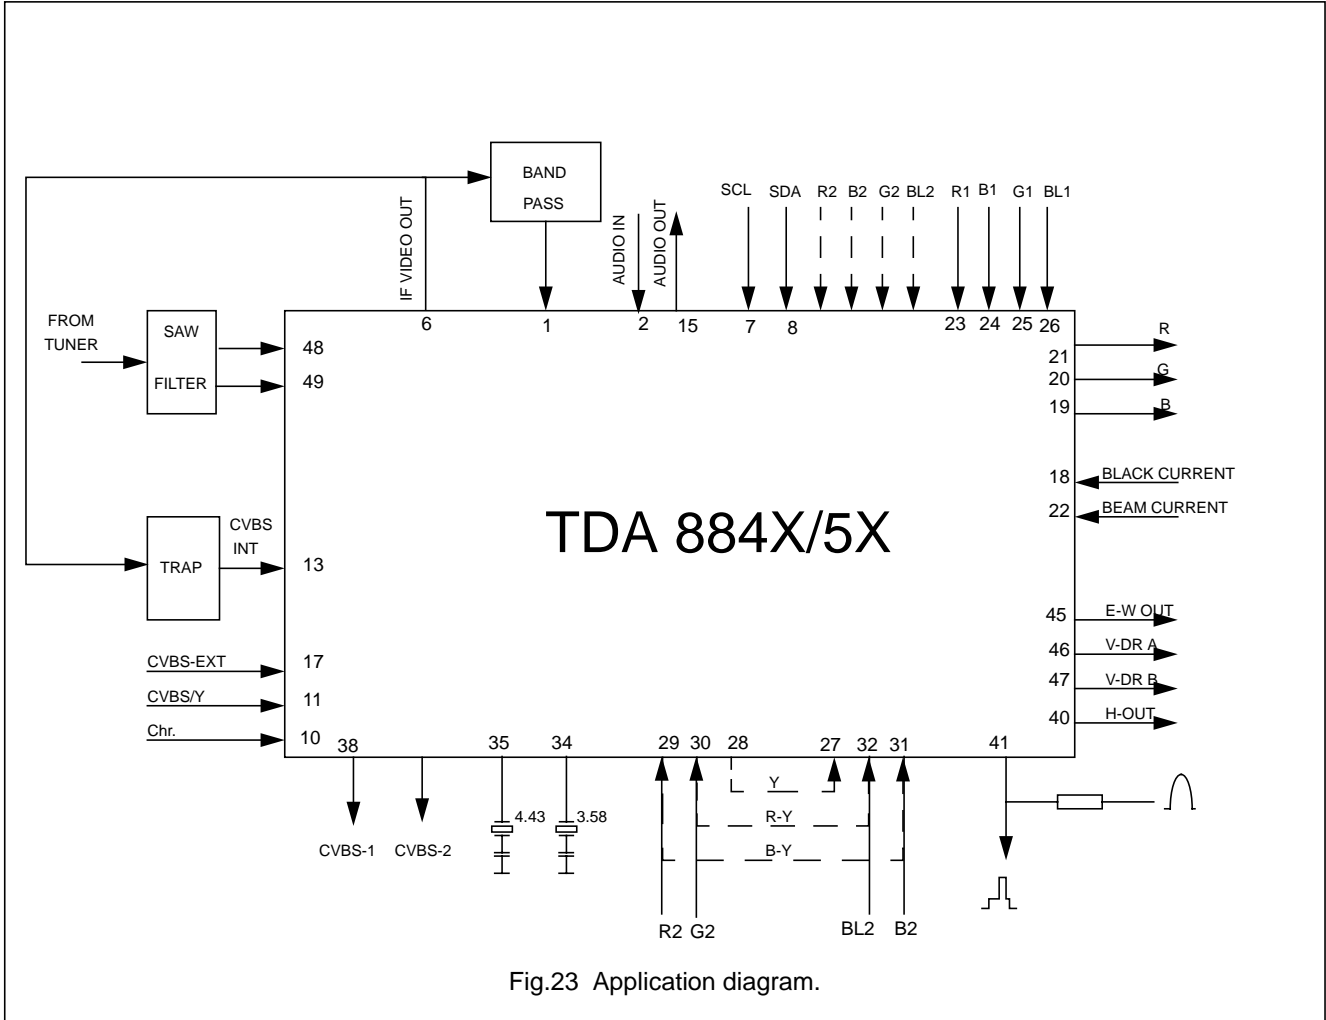 BAND
PASS
IF VIDEO OUT
AUDIO IN
AUDIO OUT
SCL
SDA
R2
B2
G2
BL2
R1
B1
G1
BL1
6
1
2
15
7
8
23
24
25
26
FROM
TUNER
SAW
FILTER
48
49
21
R
20
G
19
B
18
BLACK CURRENT
22
BEAM CURRENT
TDA 884X/5X
CVBS
INT
TRAP
13
45
E-W OUT
46
V-DR A
47
V-DR B
40
H-OUT
CVBS-EXT
17
CVBS/Y
11
Chr.
10
38
35
34
29
30
28
27
32
31
41
Y
R-Y
B-Y
4.43
3.58
CVBS-1
CVBS-2
R2
G2
BL2
B2
Fig.23 Application diagram.